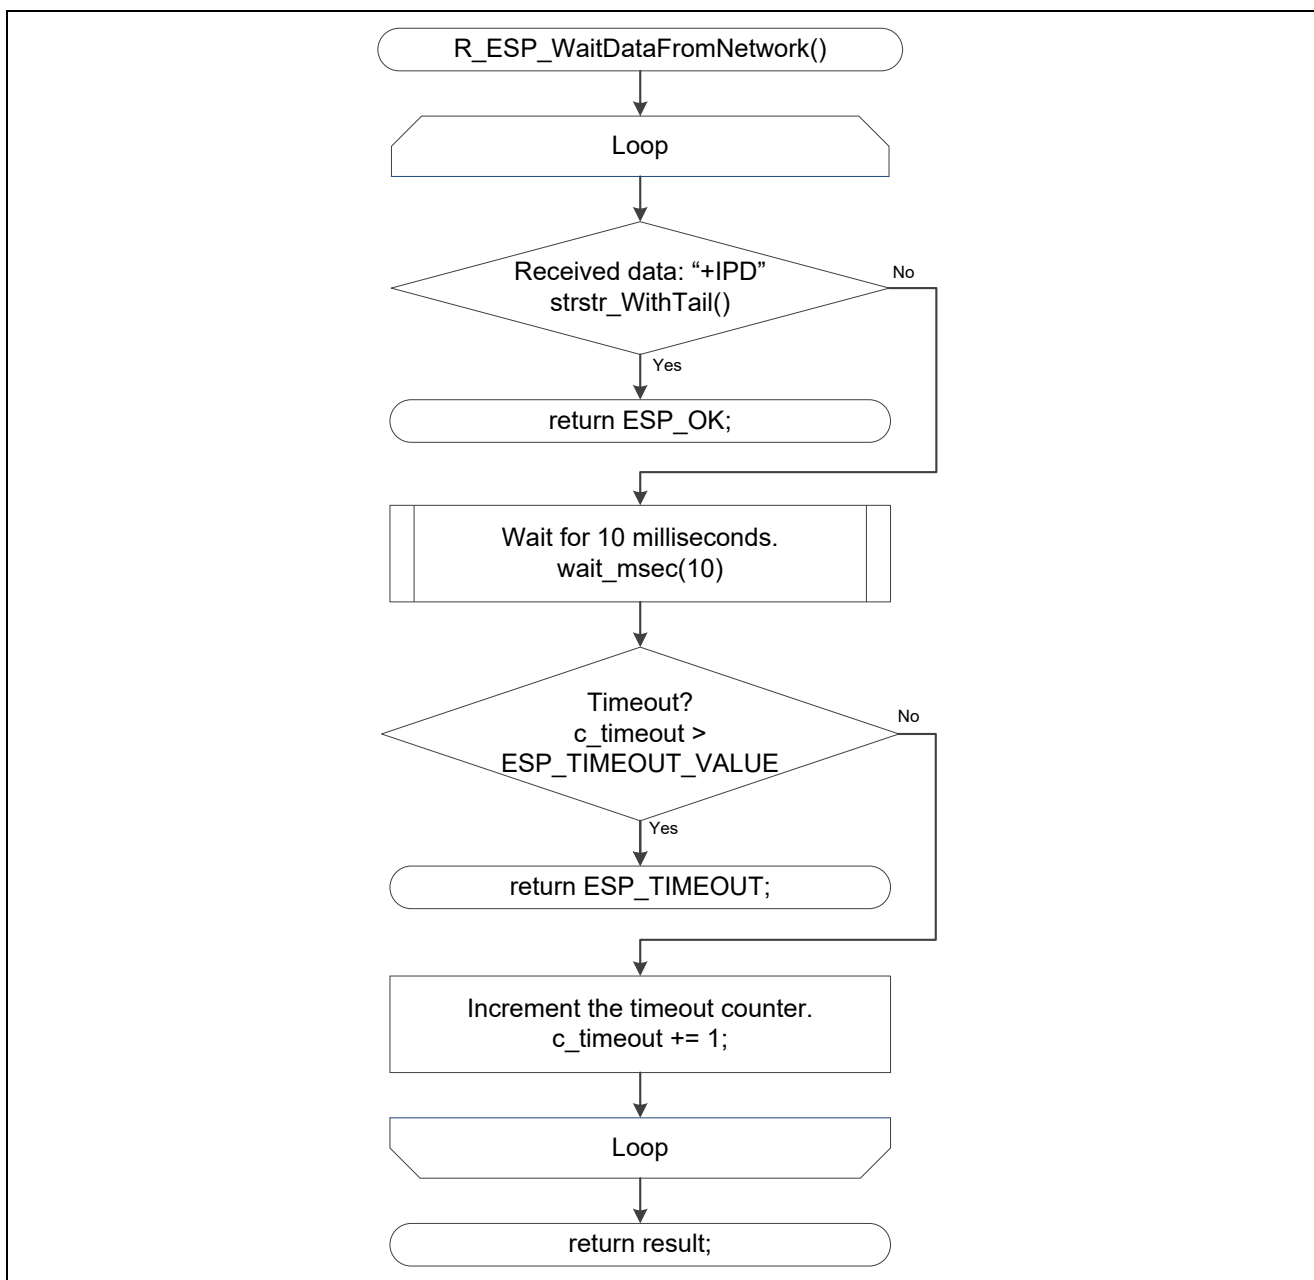 R_ESP_WaitDataFromNetwork()
Loop
Received data: “+IPD”
strstr_WithTail()
No
Yes
return ESP_OK;
Wait for 10 milliseconds.
wait_msec(10)
Timeout?
c_timeout >
ESP_TIMEOUT_VALUE
No
Yes
return ESP_TIMEOUT;
Increment the timeout counter.
c_timeout += 1;
Loop
return result;